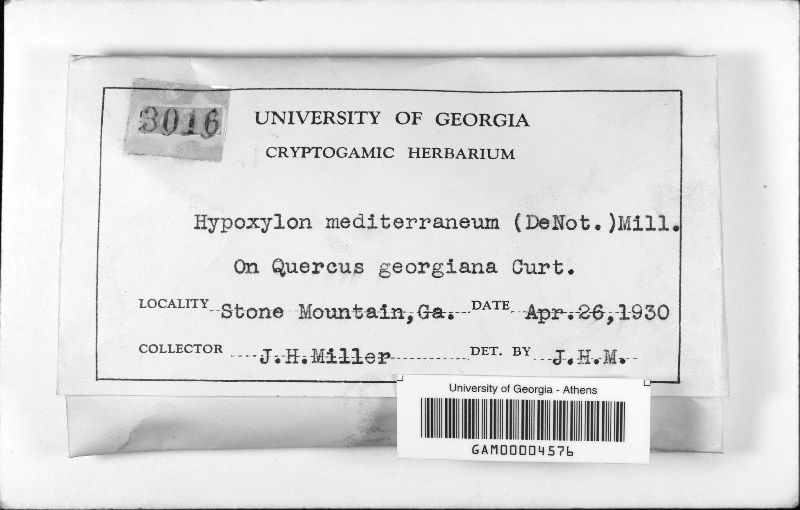 3016
UNIVERSITY OF GEORGIA
CRYPTOGAMIC HERBARIUM
Hypoxylon mediterraneum (DeNot.)Mill.
On Quercus georgiana Curt.
LOCALITY Stone Mountain,Ga. DATE Apr.26,1930
COLLECTOR J.H.Miller DET. BY J.H.M.
University of Georgia - Athens
GAM00004576